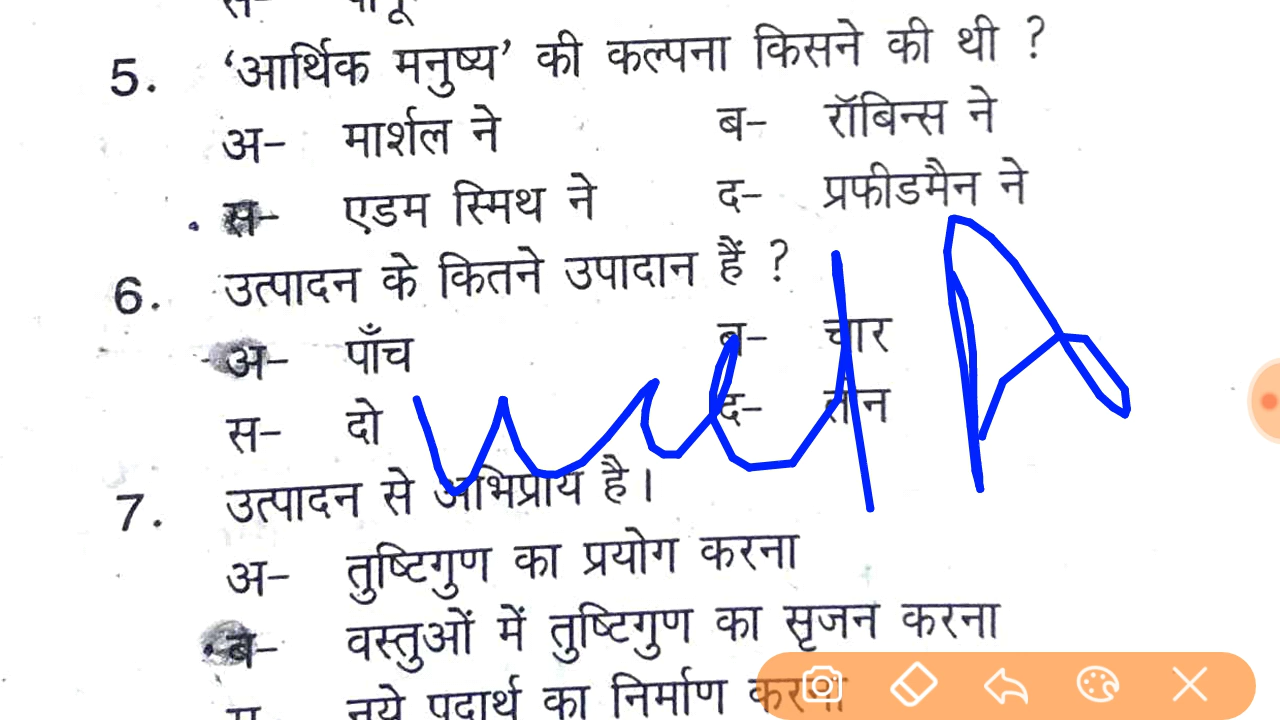 5. 'आर्थिक मनुष्य' की कल्पना किसने की थी ?
अ- मार्शल ने ब- रॉबिन्स ने
स- एडम स्मिथ ने द- प्रफीडमैन ने
6. उत्पादन के कितने उपादान हैं ?
अ- पाँच ब- चार
स- दो द- तीन
7. उत्पादन से अभिप्राय है।
अ- तुष्टिगुण का प्रयोग करना
ब- वस्तुओं में तुष्टिगुण का सृजन करना
नये पदार्थ का निर्माण करना